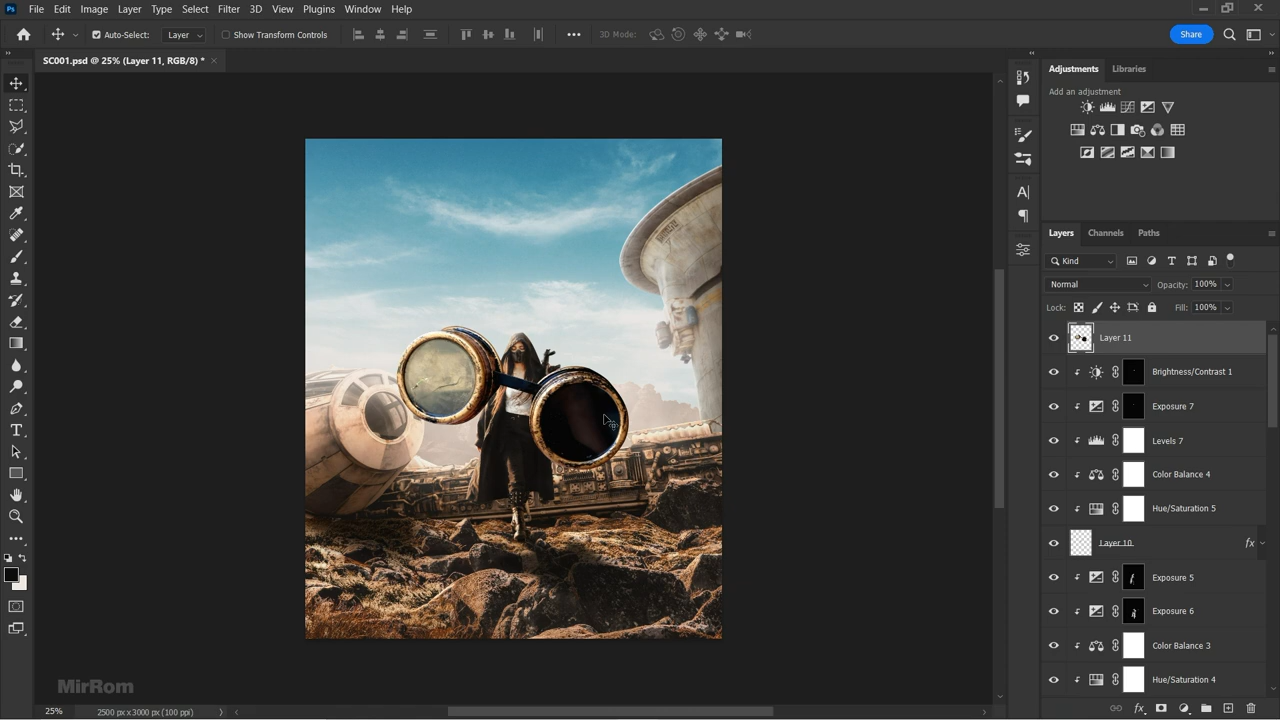 Ps File Edit Image Layer Type Select Filter 3D View Plugins Window Help
Auto-Select: Layer Show Transform Controls 3D Mode: Share
SC001.psd @ 25% (Layer 11, RGB/8) *
Adjustments Libraries
Add an adjustment
Layers Channels Paths
Kind
Normal Opacity: 100%
Lock: Fill: 100%
Layer 11
Brightness/Contrast 1
Exposure 7
Levels 7
Color Balance 4
Hue/Saturation 5
Layer 10 fx
Exposure 5
Exposure 6
Color Balance 3
Hue/Saturation 4
MirRom
25% 2500 px x 3000 px (100 ppi)